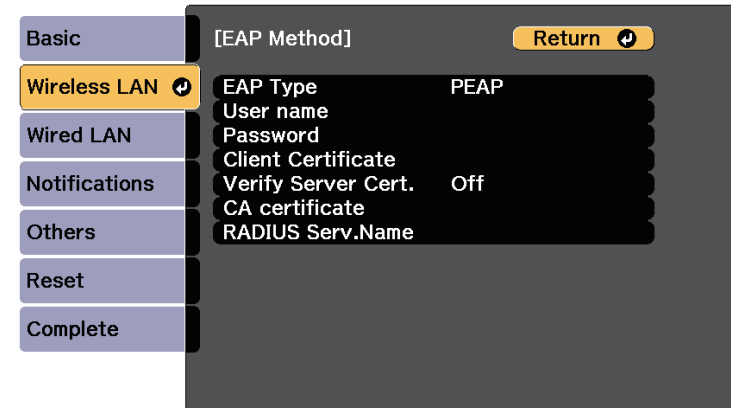 Basic
Wireless LAN
Wired LAN
Notifications
Others
Reset
Complete
[EAP Method]
Return
EAP Type PEAP
User name
Password
Client Certificate
Verify Server Cert. Off
CA certificate
RADIUS Serv.Name